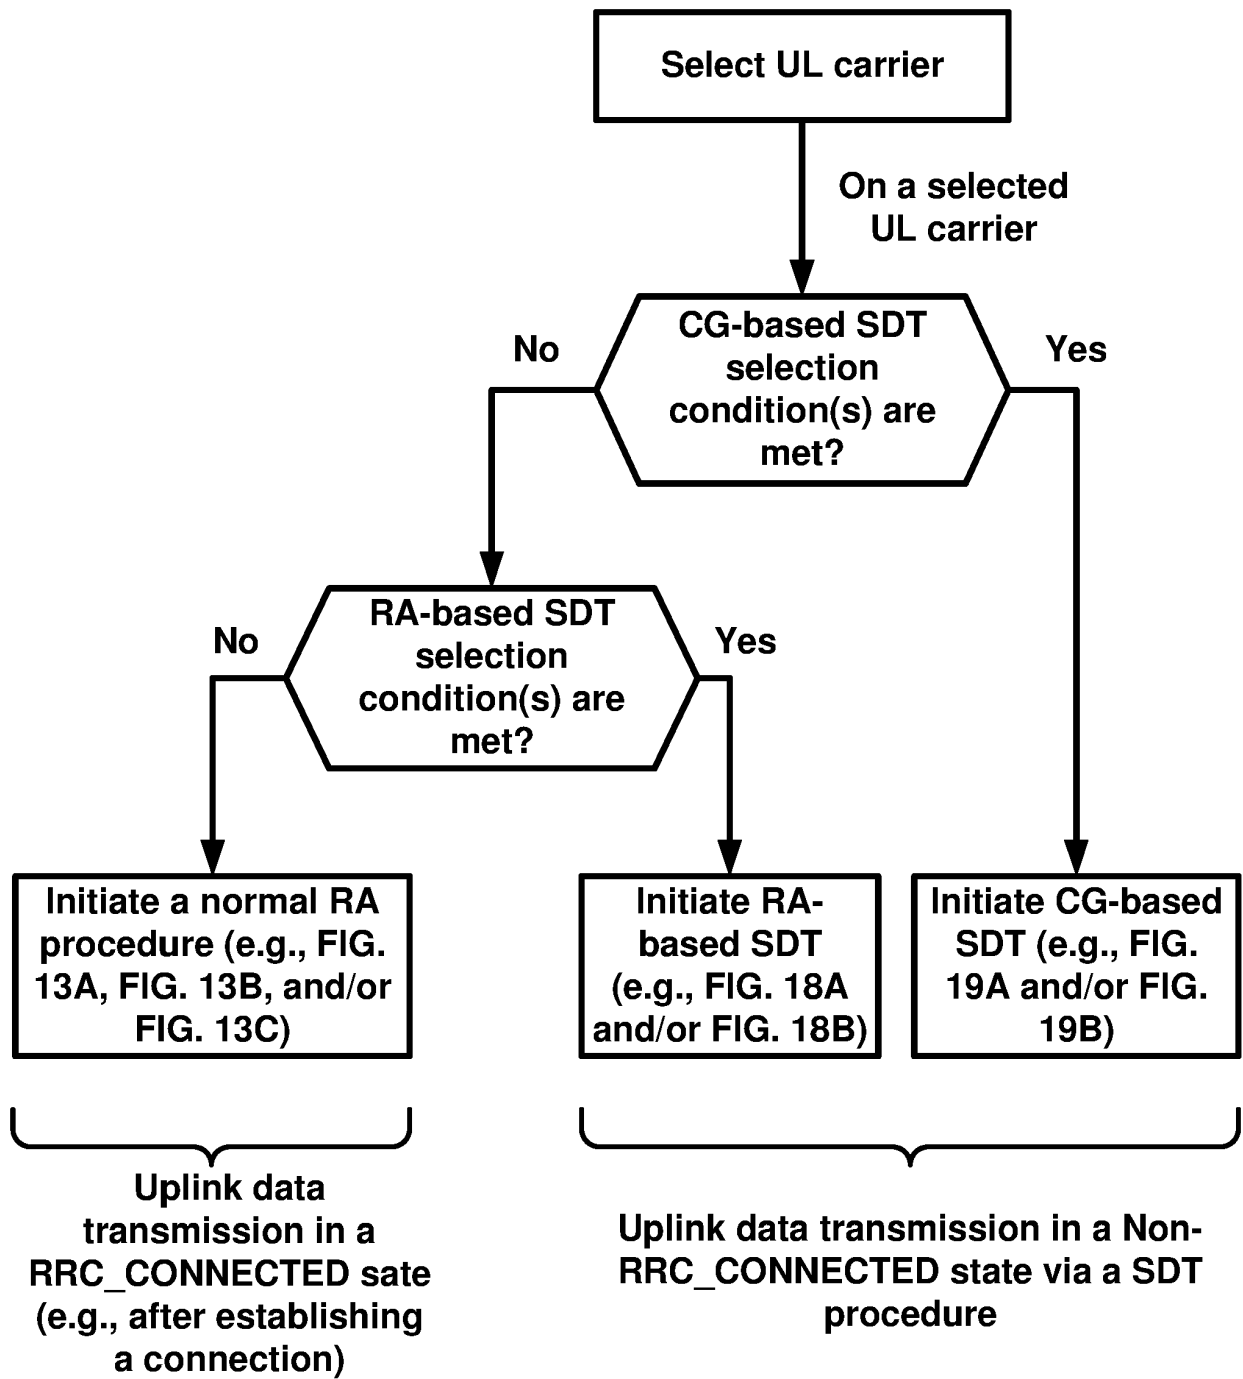 Select UL carrier
On a selected
UL carrier
CG-based SDT
selection
condition(s) are
met?
No
Yes
RA-based SDT
selection
condition(s) are
met?
No
Yes
Initiate a normal RA
procedure (e.g., FIG.
13A, FIG. 13B, and/or
FIG. 13C)
Initiate RA-
based SDT
(e.g., FIG. 18A
and/or FIG. 18B)
Initiate CG-based
SDT (e.g., FIG.
19A and/or FIG.
19B)
Uplink data
transmission in a
RRC_CONNECTED sate
(e.g., after establishing
a connection)
Uplink data transmission in a Non-
RRC_CONNECTED state via a SDT
procedure